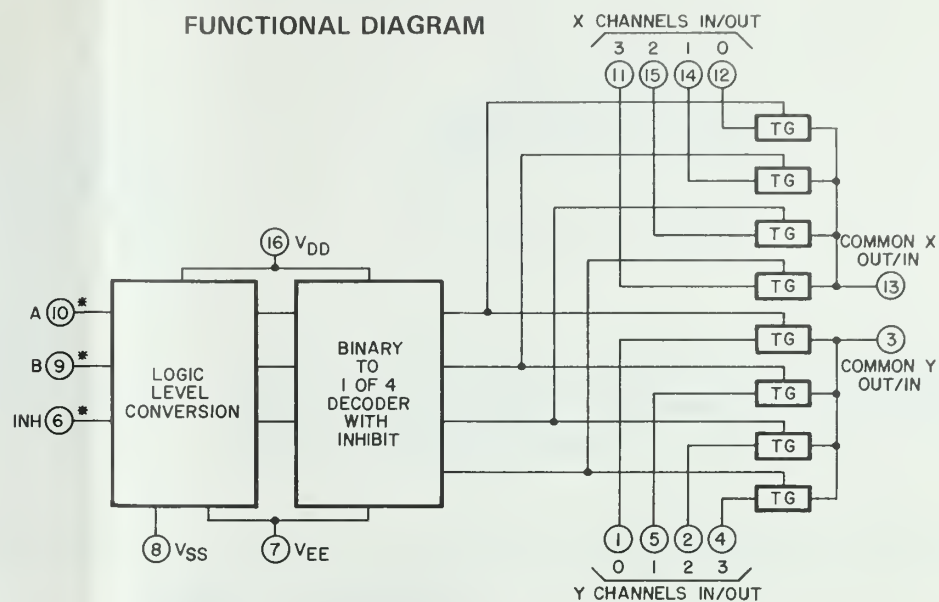 FUNCTIONAL DIAGRAM
X CHANNELS IN/OUT
3 2 1 0
11 15 14 12
TG
TG
TG
TG
COMMON X
OUT/IN
13
16 VDD
A 10 *
B 9 *
INH 6 *
LOGIC
LEVEL
CONVERSION
BINARY
TO
1 OF 4
DECODER
WITH
INHIBIT
8 VSS
7 VEE
TG
TG
TG
TG
3
COMMON Y
OUT/IN
1 5 2 4
0 1 2 3
Y CHANNELS IN/OUT